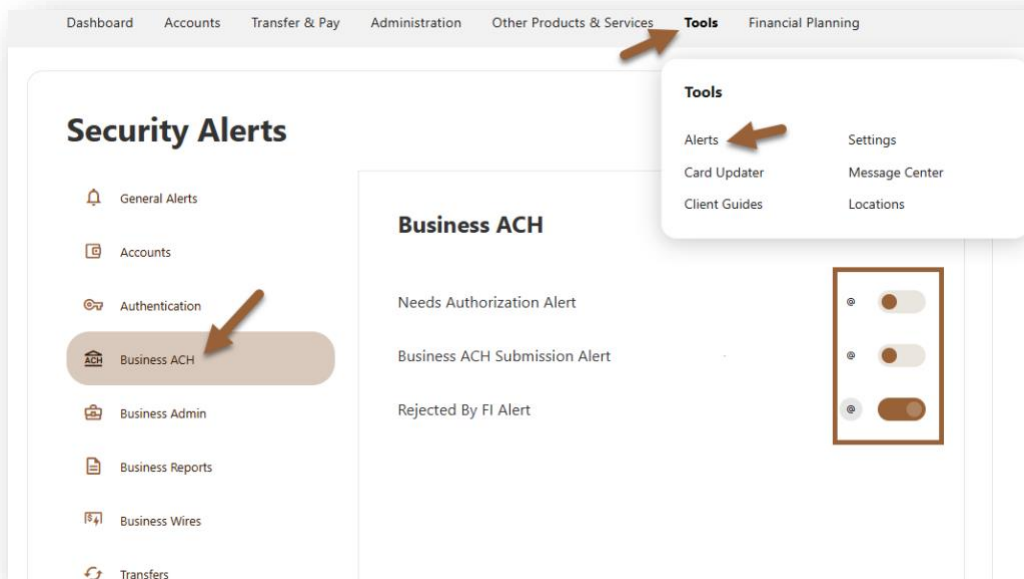 Dashboard Accounts Transfer & Pay Administration Other Products & Services Tools Financial Planning
Tools
Alerts Settings
Card Updater Message Center
Client Guides Locations
Security Alerts
General Alerts
Accounts
Authentication
ACH Business ACH
Business Admin
Business Reports
Business Wires
Transfers
Business ACH
Needs Authorization Alert @
Business ACH Submission Alert @
Rejected By FI Alert @